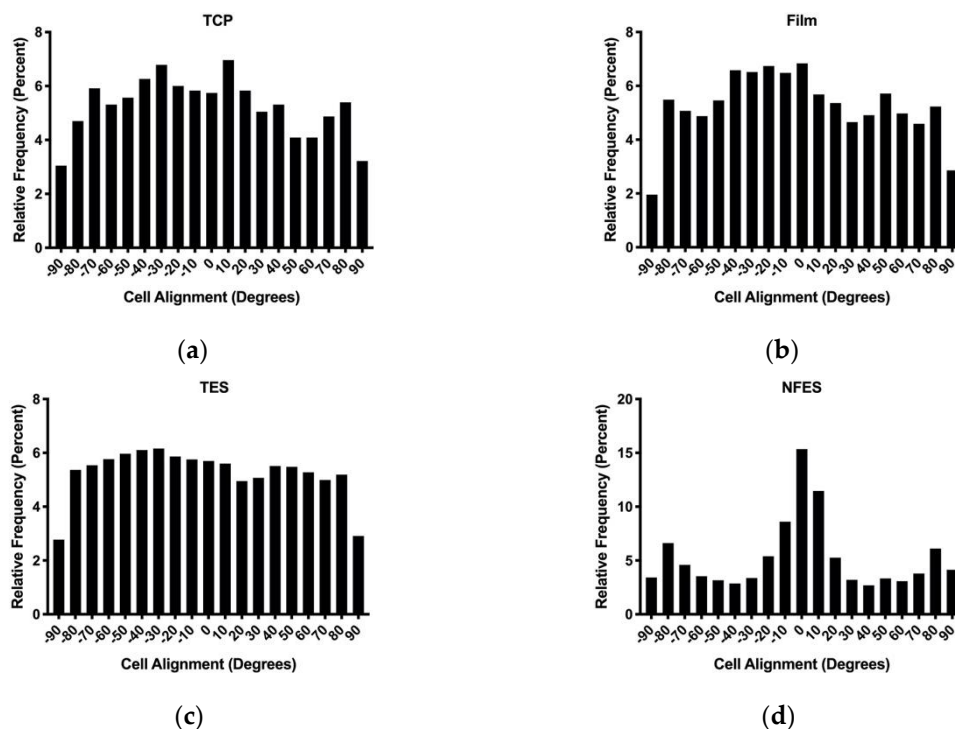 TCP
Relative Frequency (Percent)
8
6
4
2
0
-90 -80 -70 -60 -50 -40 -30 -20 -10 0 10 20 30 40 50 60 70 80 90
Cell Alignment (Degrees)
(a)
Film
Relative Frequency (Percent)
8
6
4
2
0
-90 -80 -70 -60 -50 -40 -30 -20 -10 0 10 20 30 40 50 60 70 80 90
Cell Alignment (Degrees)
(b)
TES
Relative Frequency (Percent)
8
6
4
2
0
-90 -80 -70 -60 -50 -40 -30 -20 -10 0 10 20 30 40 50 60 70 80 90
Cell Alignment (Degrees)
(c)
NFES
Relative Frequency (Percent)
20
15
10
5
0
-90 -80 -70 -60 -50 -40 -30 -20 -10 0 10 20 30 40 50 60 70 80 90
Cell Alignment (Degrees)
(d)